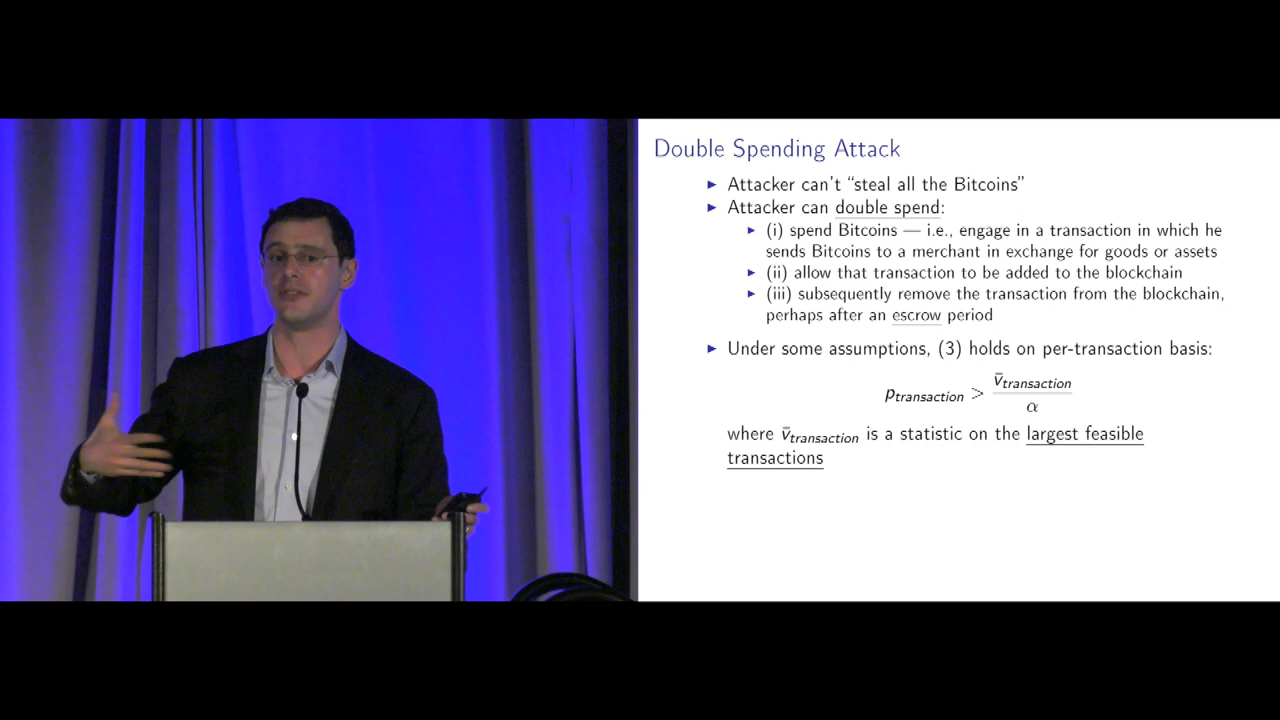 Double Spending Attack
▶ Attacker can't “steal all the Bitcoins”
▶ Attacker can double spend:
▶ (i) spend Bitcoins — i.e., engage in a transaction in which he
sends Bitcoins to a merchant in exchange for goods or assets
▶ (ii) allow that transaction to be added to the blockchain
▶ (iii) subsequently remove the transaction from the blockchain,
perhaps after an escrow period
▶ Under some assumptions, (3) holds on per-transaction basis:
p_transaction > v̄_transaction / α
where v̄_transaction is a statistic on the largest feasible
transactions